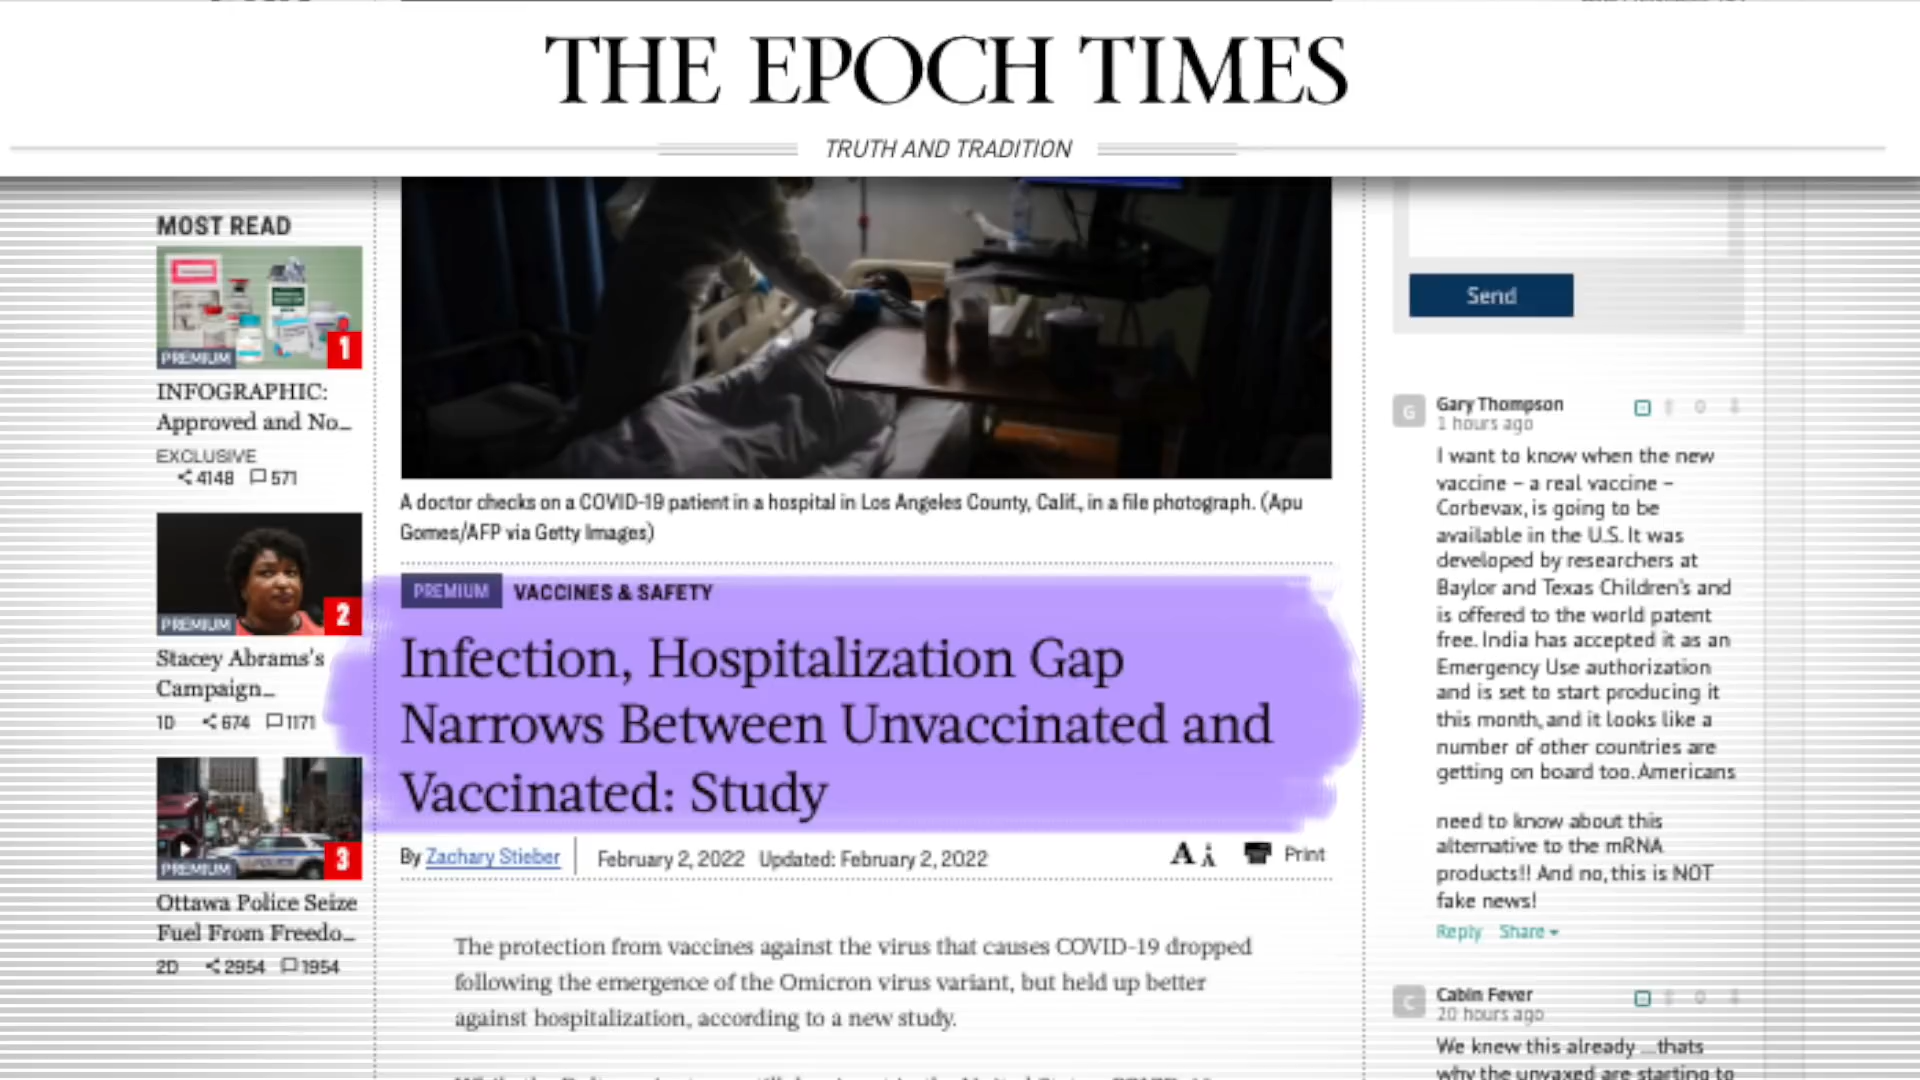 THE EPOCH TIMES
TRUTH AND TRADITION
MOST READ
PREMIUM
1
INFOGRAPHIC:
Approved and No...
EXCLUSIVE
4148 571
PREMIUM
2
Stacey Abrams's
Campaign...
1D 674 1171
PREMIUM
3
Ottawa Police Seize
Fuel From Freedo...
2D 2954 1954
A doctor checks on a COVID-19 patient in a hospital in Los Angeles County, Calif., in a file photograph. (Apu
Gomes/AFP via Getty Images)
PREMIUM VACCINES & SAFETY
Infection, Hospitalization Gap
Narrows Between Unvaccinated and
Vaccinated: Study
By Zachary Stieber February 2, 2022 Updated: February 2, 2022
A A Print
The protection from vaccines against the virus that causes COVID-19 dropped
following the emergence of the Omicron virus variant, but held up better
against hospitalization, according to a new study.
Send
G Gary Thompson 0
1 hours ago
I want to know when the new
vaccine – a real vaccine –
Corbevax, is going to be
available in the U.S. It was
developed by researchers at
Baylor and Texas Children's and
is offered to the world patent
free. India has accepted it as an
Emergency Use authorization
and is set to start producing it
this month, and it looks like a
number of other countries are
getting on board too. Americans
need to know about this
alternative to the mRNA
products!! And no, this is NOT
fake news!
Reply Share
C Cabin Fever 0
20 hours ago
We knew this already ...thats
why the unvaxed are starting to